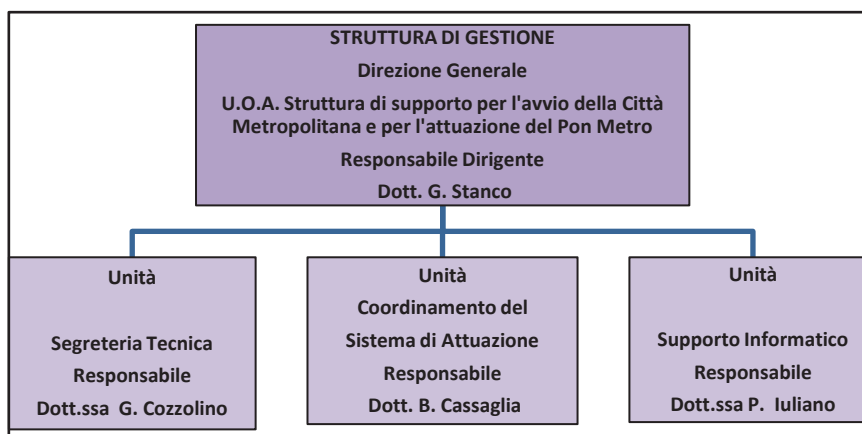 STRUTTURA DI GESTIONE
Direzione Generale
U.O.A. Struttura di supporto per l'avvio della Città
Metropolitana e per l'attuazione del Pon Metro
Responsabile Dirigente
Dott. G. Stanco
Unità
Segreteria Tecnica
Responsabile
Dott.ssa G. Cozzolino
Unità
Coordinamento del
Sistema di Attuazione
Responsabile
Dott. B. Cassaglia
Unità
Supporto Informatico
Responsabile
Dott.ssa P. Iuliano